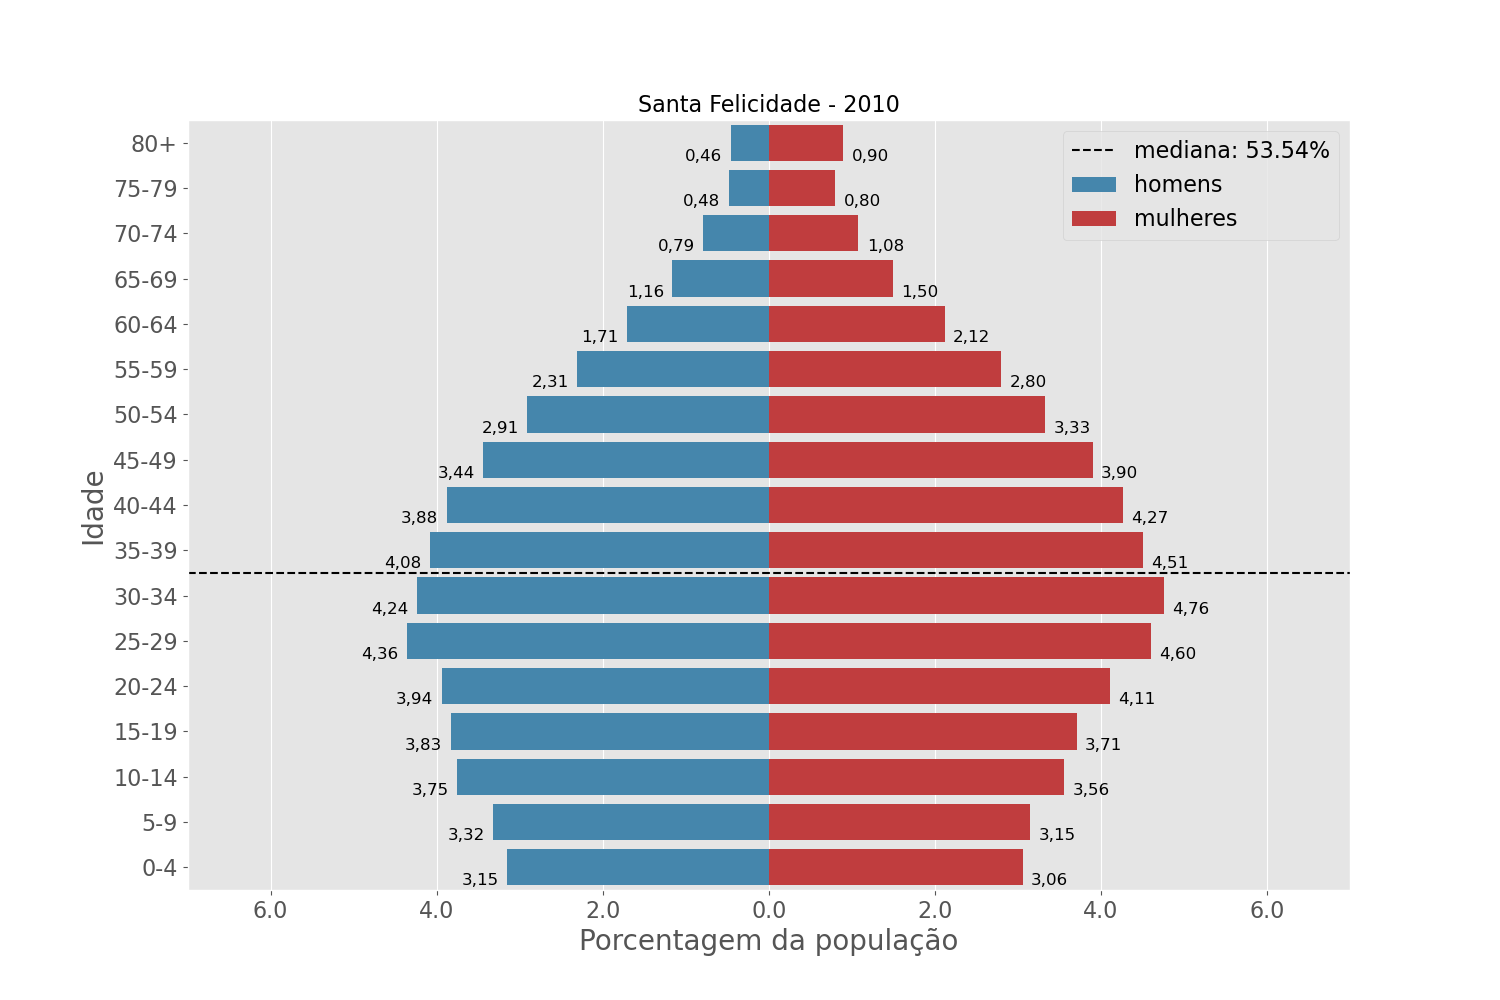 Santa Felicidade - 2010
mediana: 53.54%
homens
mulheres
Idade
80+ 0,46 0,90
75-79 0,48 0,80
70-74 0,79 1,08
65-69 1,16 1,50
60-64 1,71 2,12
55-59 2,31 2,80
50-54 2,91 3,33
45-49 3,44 3,90
40-44 3,88 4,27
35-39 4,08 4,51
30-34 4,24 4,76
25-29 4,36 4,60
20-24 3,94 4,11
15-19 3,83 3,71
10-14 3,75 3,56
5-9 3,32 3,15
0-4 3,15 3,06
6.0 4.0 2.0 0.0 2.0 4.0 6.0
Porcentagem da população